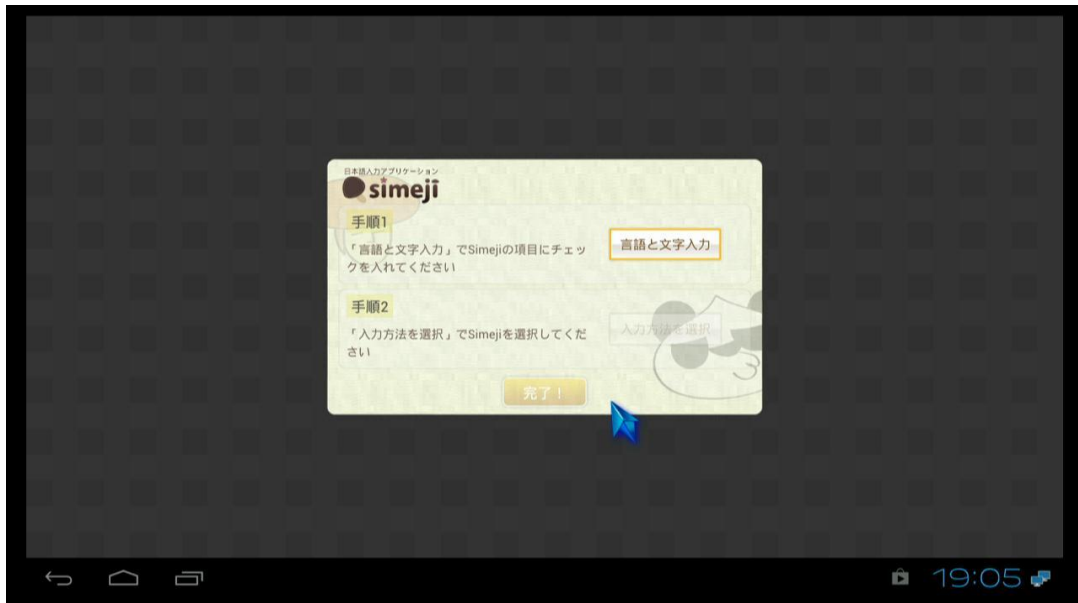 日本語入力アプリケーション
simeji
手順1
「言語と文字入力」でSimejiの項目にチェッ
クを入れてください
言語と文字入力
手順2
「入力方法を選択」でSimejiを選択してくだ
さい
入力方法を選択
完了！
19:05